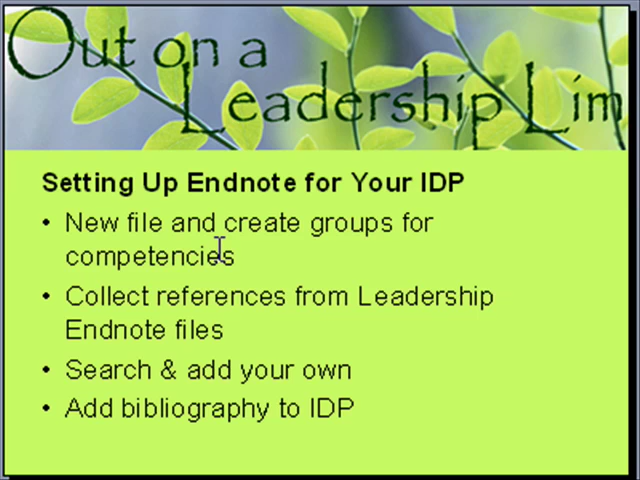 Out on a
Leadership Lim
Setting Up Endnote for Your IDP
• New file and create groups for
competencies
• Collect references from Leadership
Endnote files
• Search & add your own
• Add bibliography to IDP